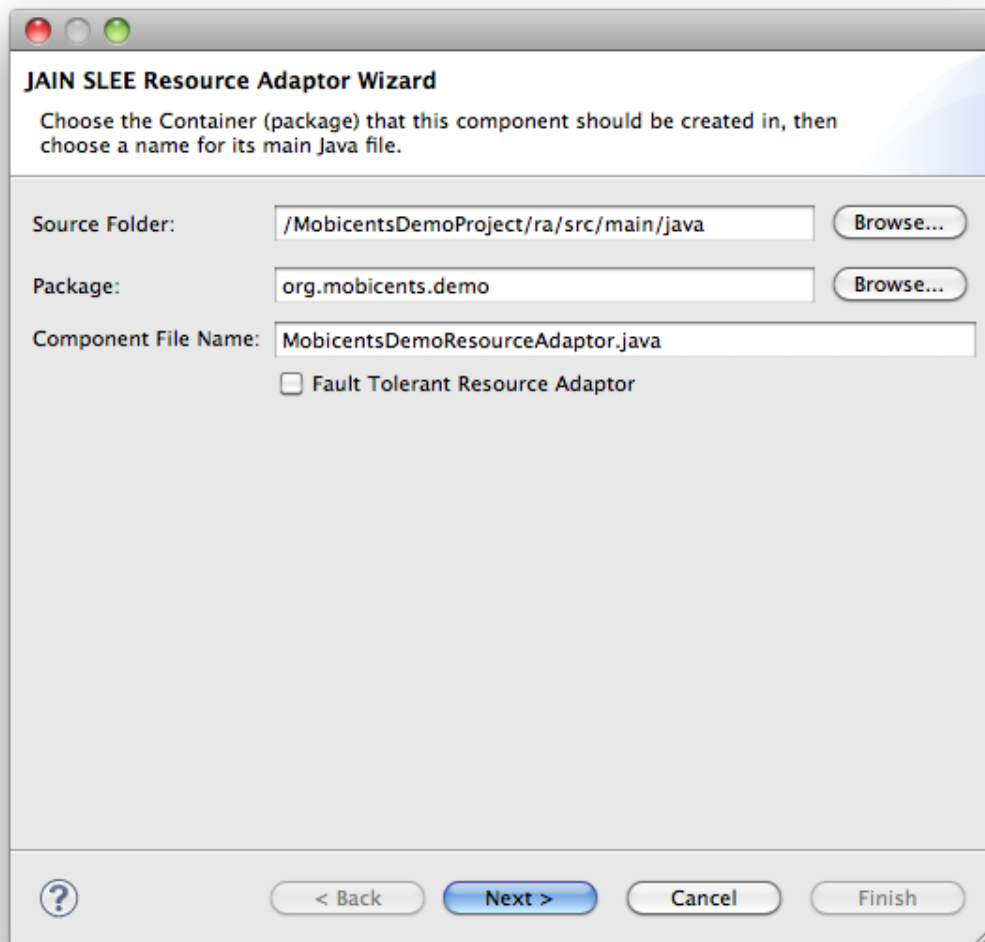 JAIN SLEE Resource Adaptor Wizard
Choose the Container (package) that this component should be created in, then
choose a name for its main Java file.
Source Folder: /MobicentsDemoProject/ra/src/main/java Browse...
Package: org.mobicents.demo Browse...
Component File Name: MobicentsDemoResourceAdaptor.java
Fault Tolerant Resource Adaptor
? < Back Next > Cancel Finish